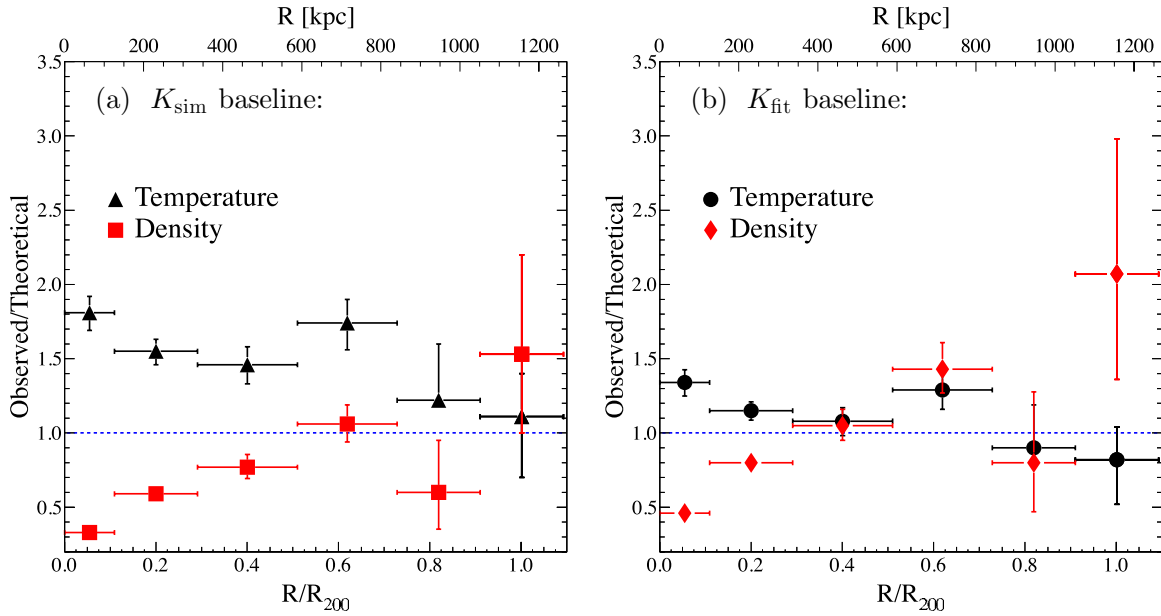 R [kpc]
0 200 400 600 800 1000 1200
(a) K_sim baseline:
Temperature
Density
Observed/Theoretical
3.5
3.0
2.5
2.0
1.5
1.0
0.5
0.0 0.2 0.4 0.6 0.8 1.0
R/R_200
R [kpc]
0 200 400 600 800 1000 1200
(b) K_fit baseline:
Temperature
Density
Observed/Theoretical
3.5
3.0
2.5
2.0
1.5
1.0
0.5
0.0 0.2 0.4 0.6 0.8 1.0
R/R_200